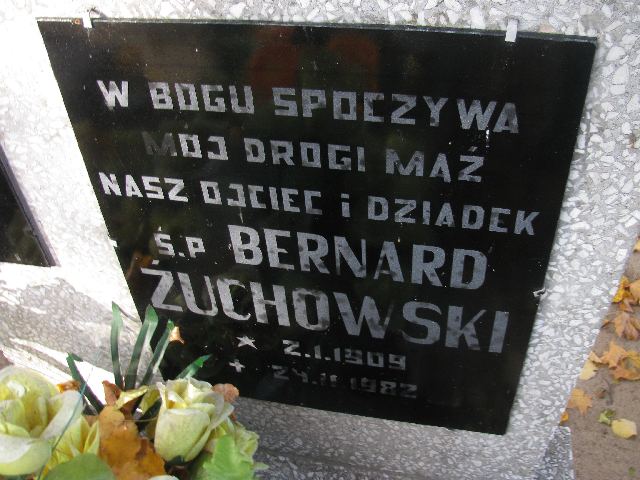 W BOGU SPOCZYWA
MÓJ DROGI MĄŻ
NASZ OJCIEC I DZIADEK
Ś.P BERNARD
ŻUCHOWSKI
* 2.1.1909
+ 24.11.1982